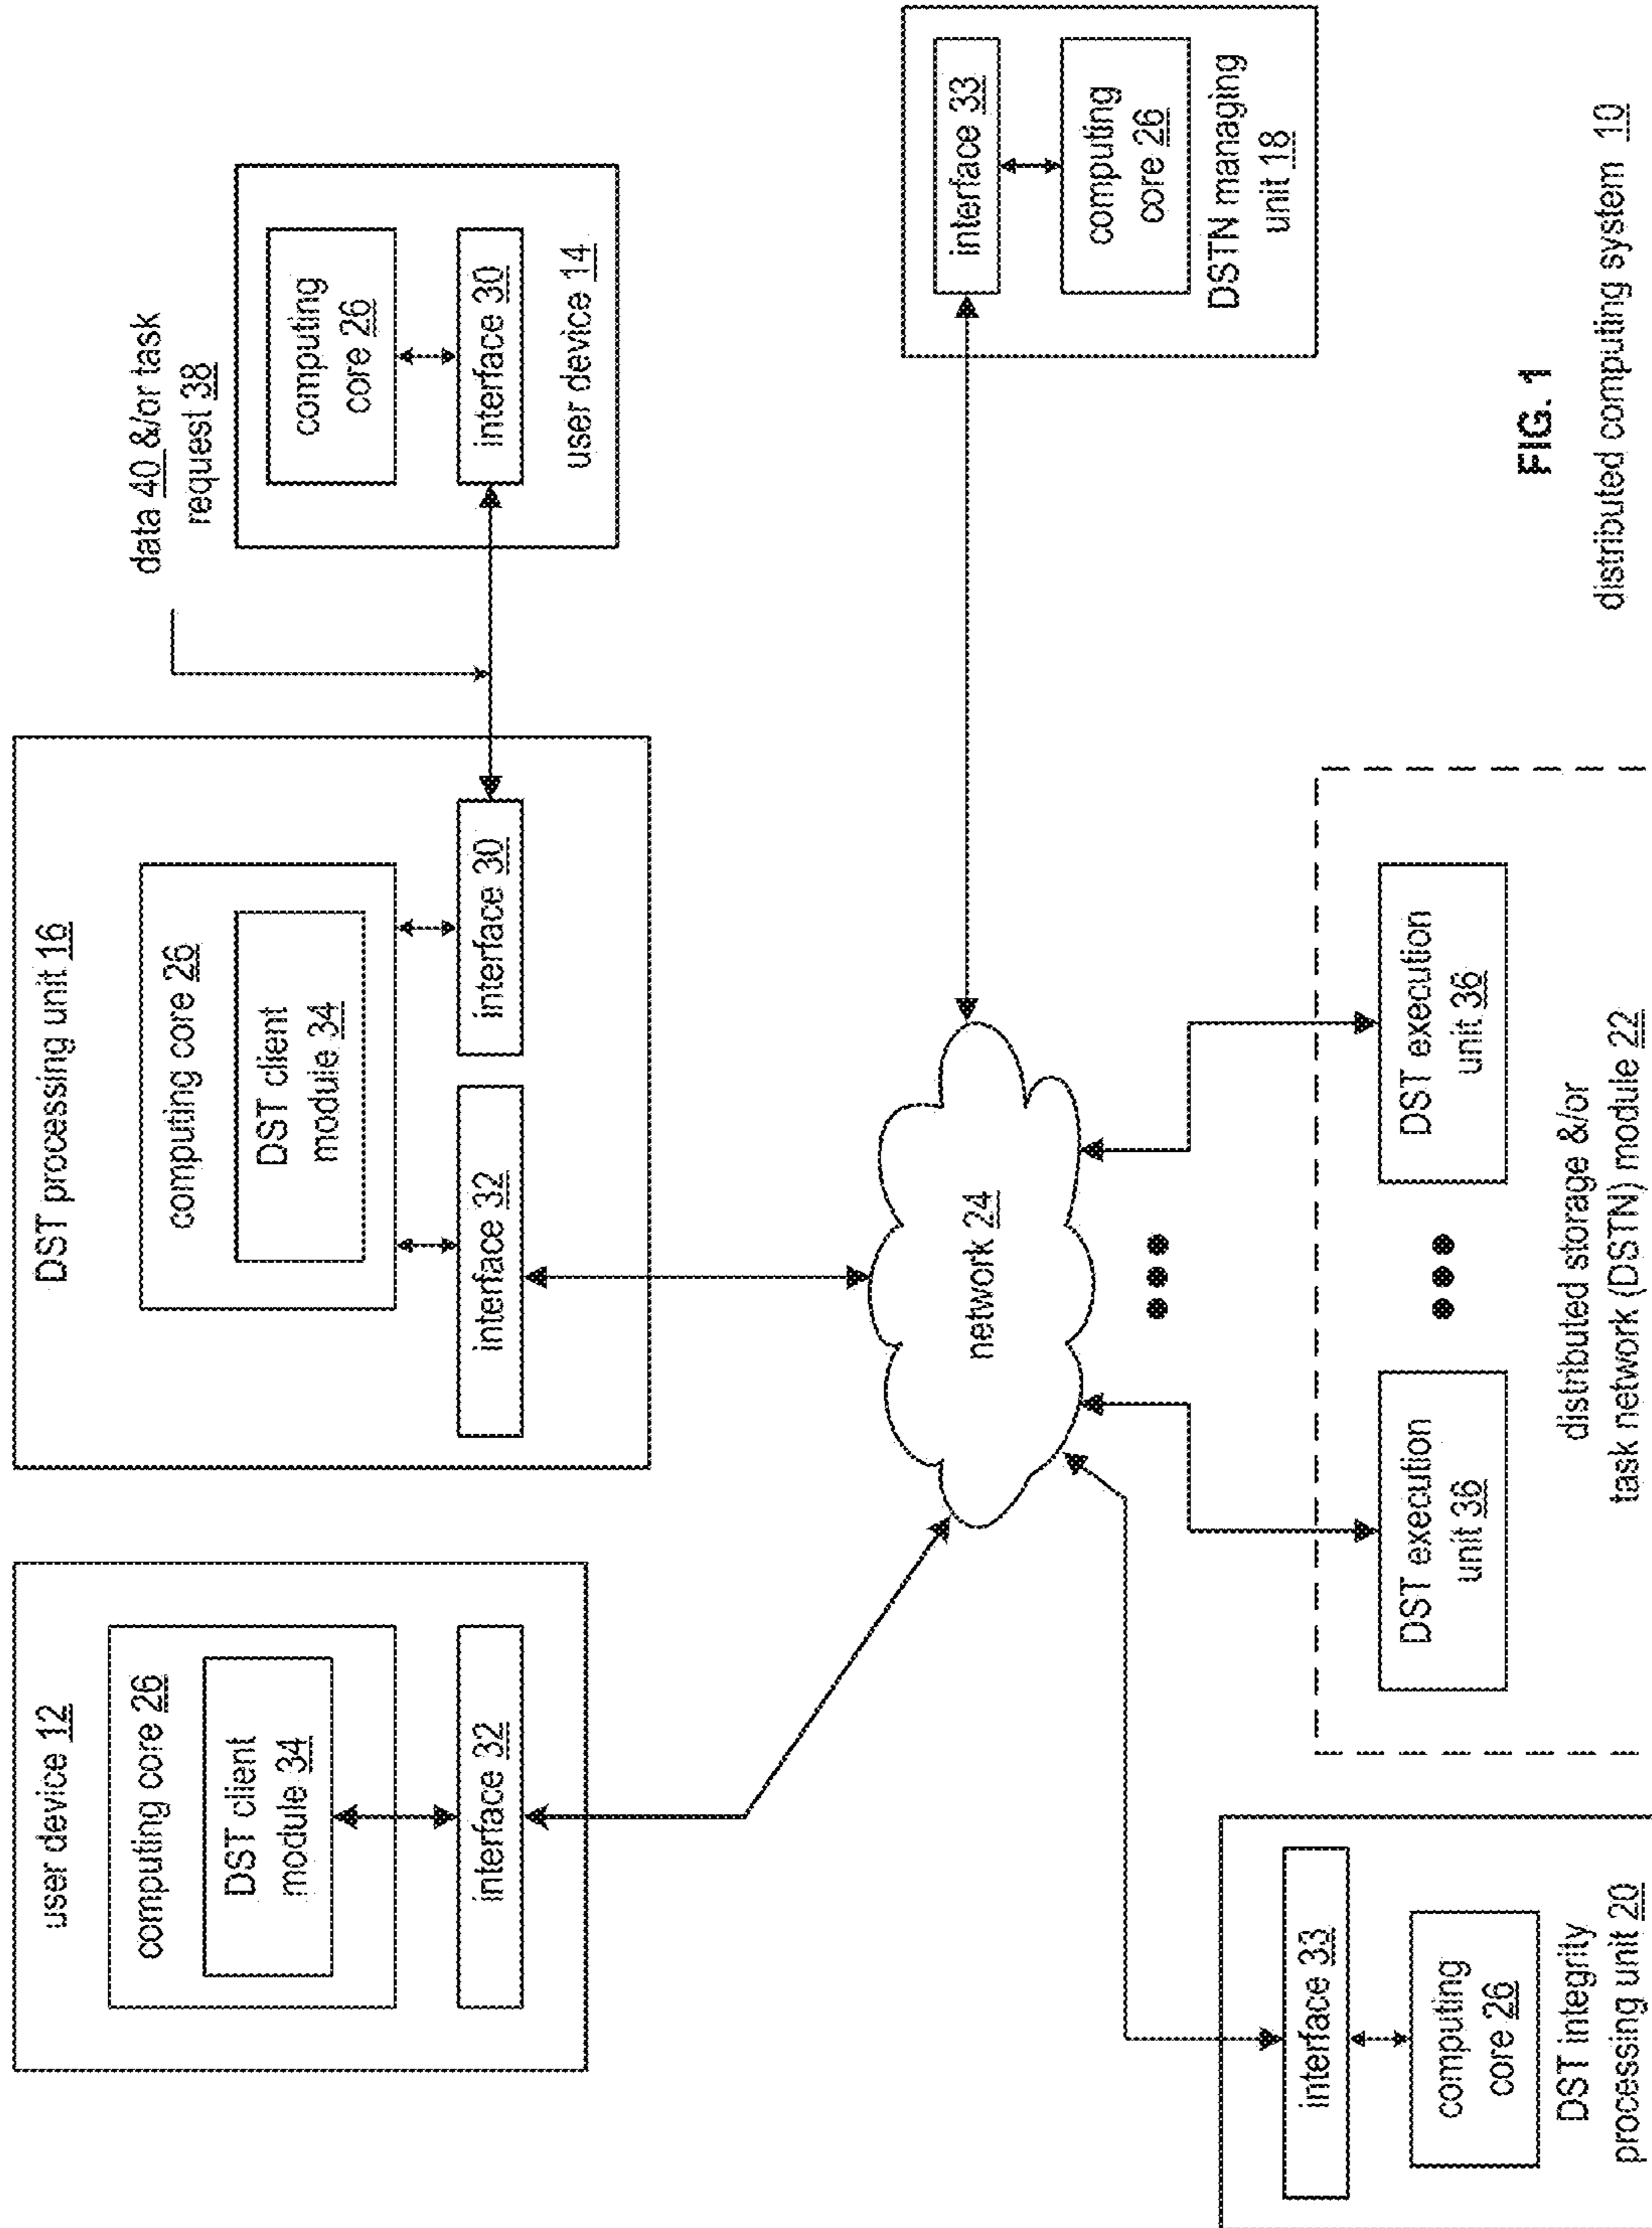 user device 12
computing core 26
DST client
module 34
interface 32
DST processing unit 16
computing core 26
DST client
module 34
interface 32
interface 30
data 40 &/or task
request 38
computing
core 26
interface 30
user device 14
network 24
interface 33
computing
core 26
DSTN managing
unit 18
interface 33
computing
core 26
DST integrity
processing unit 20
DST execution
unit 36
DST execution
unit 36
distributed storage &/or
task network (DSTN) module 22
FIG. 1
distributed computing system 10